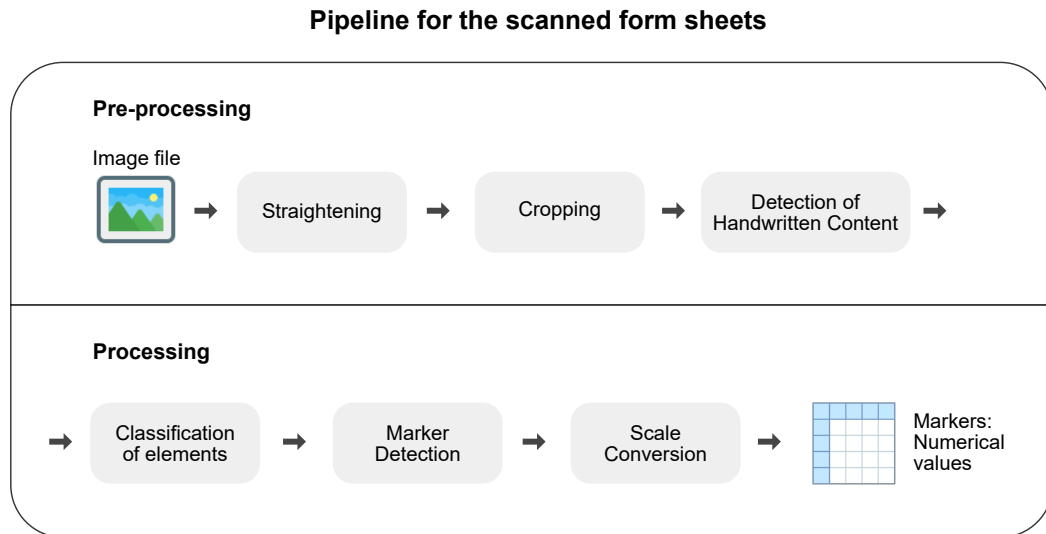 Pipeline for the scanned form sheets
Pre-processing
Image file
Straightening
Cropping
Detection of
Handwritten Content
Processing
Classification
of elements
Marker
Detection
Scale
Conversion
Markers:
Numerical
values